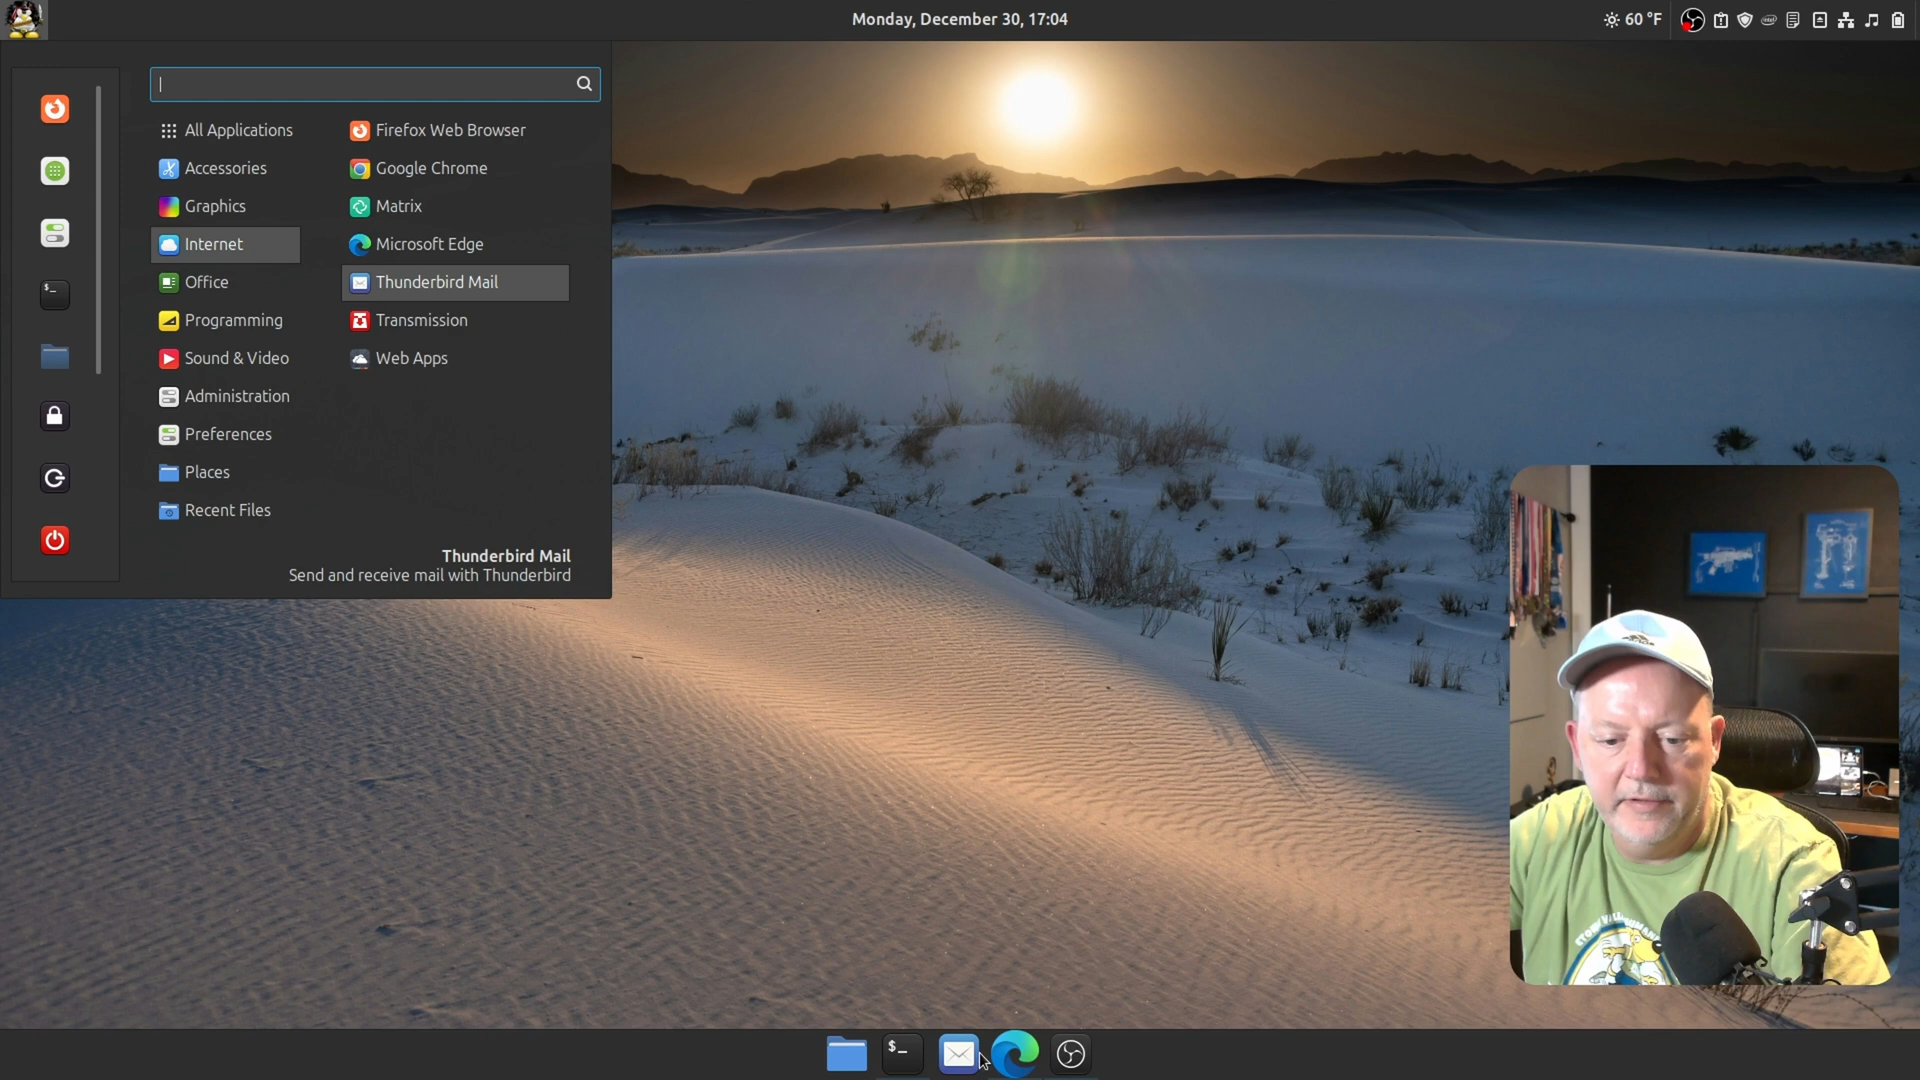 Monday, December 30, 17:04
60 °F
All Applications
Accessories
Graphics
Internet
Office
Programming
Sound & Video
Administration
Preferences
Places
Recent Files
Firefox Web Browser
Google Chrome
Matrix
Microsoft Edge
Thunderbird Mail
Transmission
Web Apps
Thunderbird Mail
Send and receive mail with Thunderbird
$_
$_